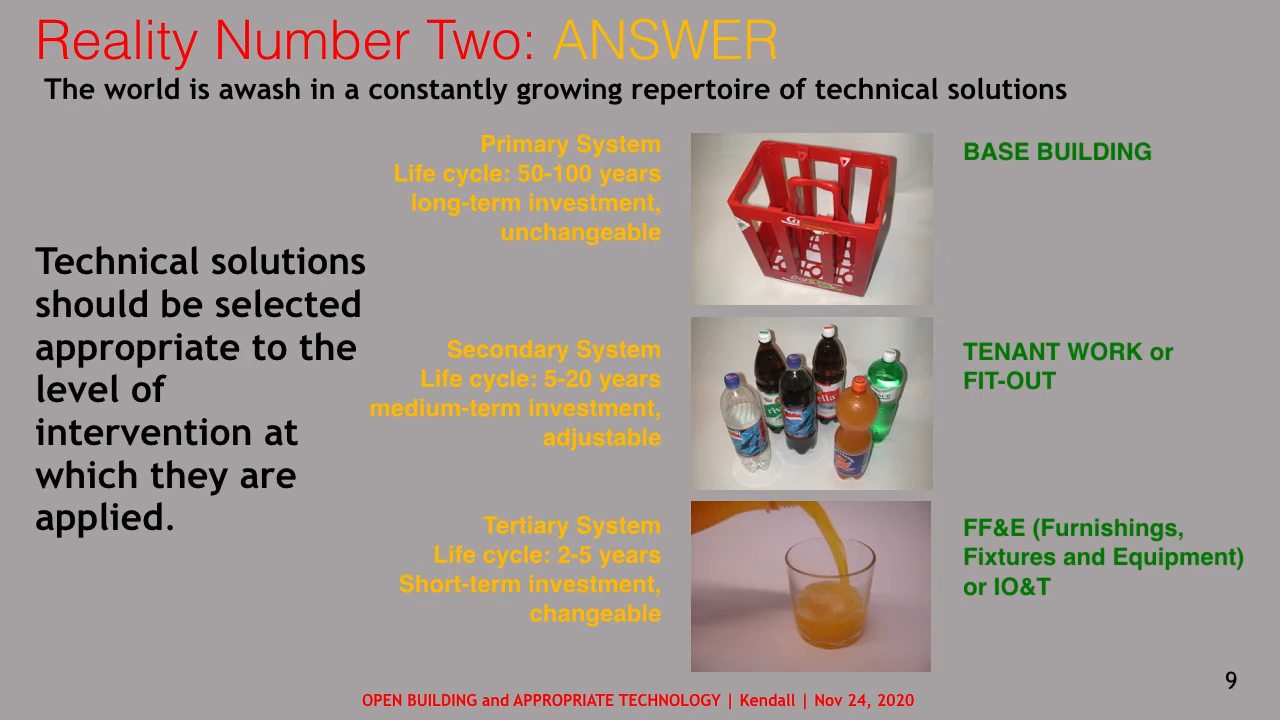 Reality Number Two: ANSWER
The world is awash in a constantly growing repertoire of technical solutions
Technical solutions
should be selected
appropriate to the
level of
intervention at
which they are
applied.
Primary System
Life cycle: 50-100 years
long-term investment,
unchangeable
BASE BUILDING
Secondary System
Life cycle: 5-20 years
medium-term investment,
adjustable
TENANT WORK or
FIT-OUT
Tertiary System
Life cycle: 2-5 years
Short-term investment,
changeable
FF&E (Furnishings,
Fixtures and Equipment)
or IO&T
OPEN BUILDING and APPROPRIATE TECHNOLOGY | Kendall | Nov 24, 2020
9